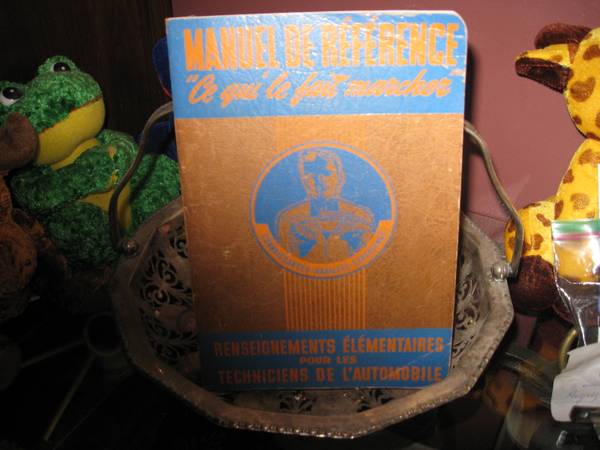 MANUEL DE RÉFÉRENCE
"Ce qui le fait marcher"
RENSEIGNEMENTS ÉLÉMENTAIRES
POUR LES
TECHNICIENS DE L'AUTOMOBILE